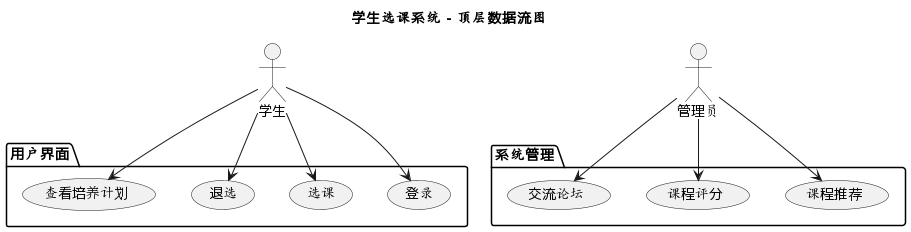 学生选课系统 - 顶层数据流图
学生
管理员
用户界面
系统管理
查看培养计划
退选
选课
登录
交流论坛
课程评分
课程推荐